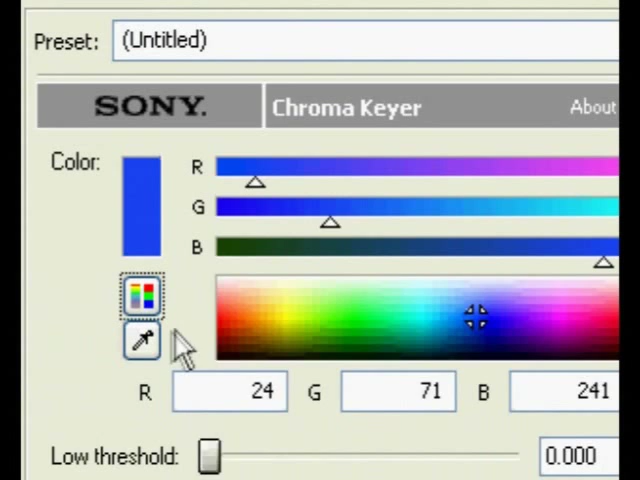 Preset: (Untitled)
SONY. Chroma Keyer About
Color: R
G
B
R 24 G 71 B 241
Low threshold: 0.000